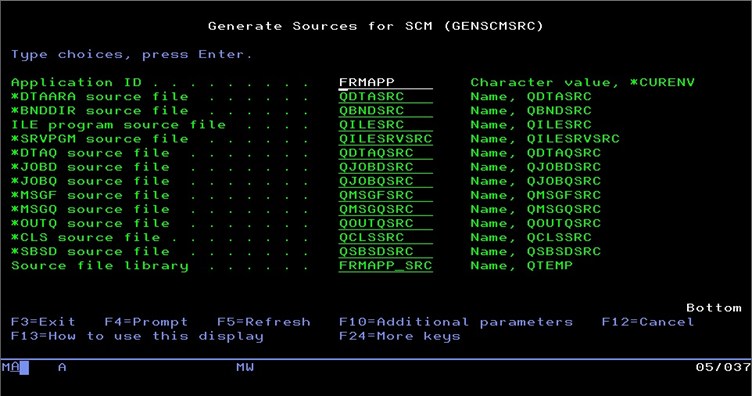 Generate Sources for SCM (GENSCMSRC)
Type choices, press Enter.
Application ID . . . . . . . . . FRMAPP Character value, *CURENV
*DTAARA source file . . . . . . QDTASRC Name, QDTASRC
*BNDDIR source file . . . . . . QBNDSRC Name, QBNDSRC
ILE program source file . . . . QILESRC Name, QILESRC
*SRVPGM source file . . . . . . QILESRVSRC Name, QILESRVSRC
*DTAQ source file . . . . . . . QDTAQSRC Name, QDTAQSRC
*JOBD source file . . . . . . . QJOBDSRC Name, QJOBDSRC
*JOBQ source file . . . . . . . QJOBQSRC Name, QJOBQSRC
*MSGF source file . . . . . . . QMSGFSRC Name, QMSGFSRC
*MSGQ source file . . . . . . . QMSGQSRC Name, QMSGQSRC
*OUTQ source file . . . . . . . QOUTQSRC Name, QOUTQSRC
*CLS source file . . . . . . . . QCLSSRC Name, QCLSSRC
*SBSD source file . . . . . . . QSBSDSRC Name, QSBSDSRC
Source file library . . . . . . FRMAPP_SRC Name, QTEMP
Bottom
F3=Exit F4=Prompt F5=Refresh F10=Additional parameters F12=Cancel
F13=How to use this display F24=More keys
MA A MW 05/037